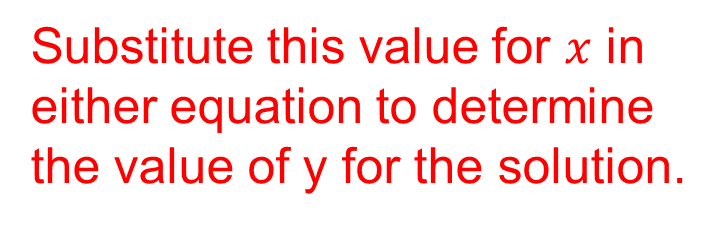 Substitute this value for x in
either equation to determine
the value of y for the solution.